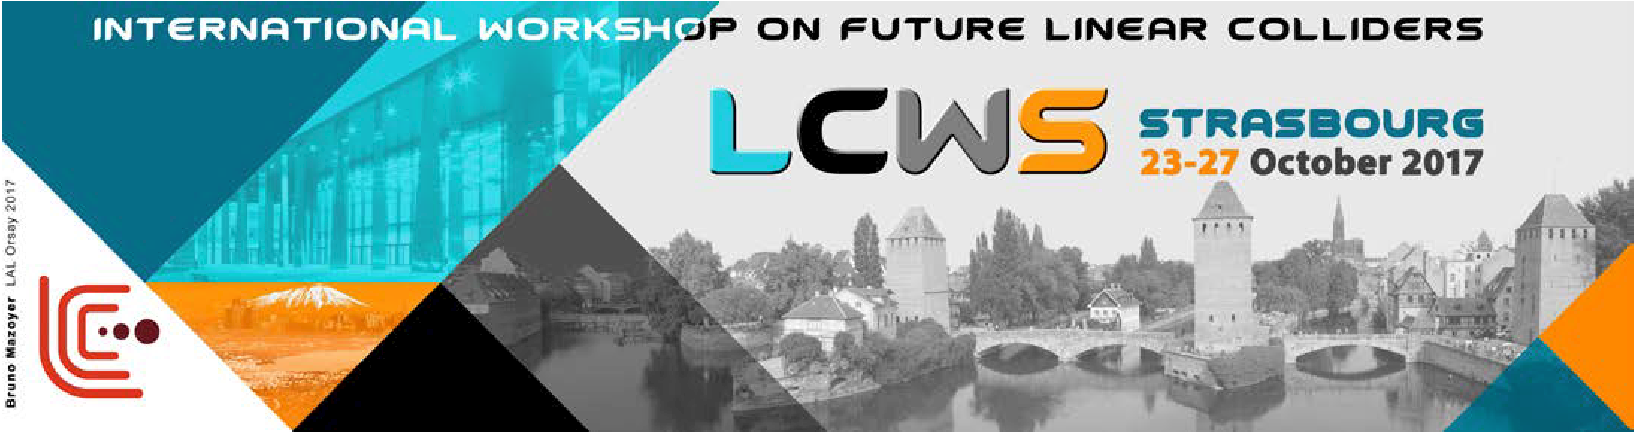 INTERNATIONAL WORKSHOP ON FUTURE LINEAR COLLIDERS
LCWS
STRASBOURG
23-27 October 2017
Bruno Mazoyer LAL Orsay 2017